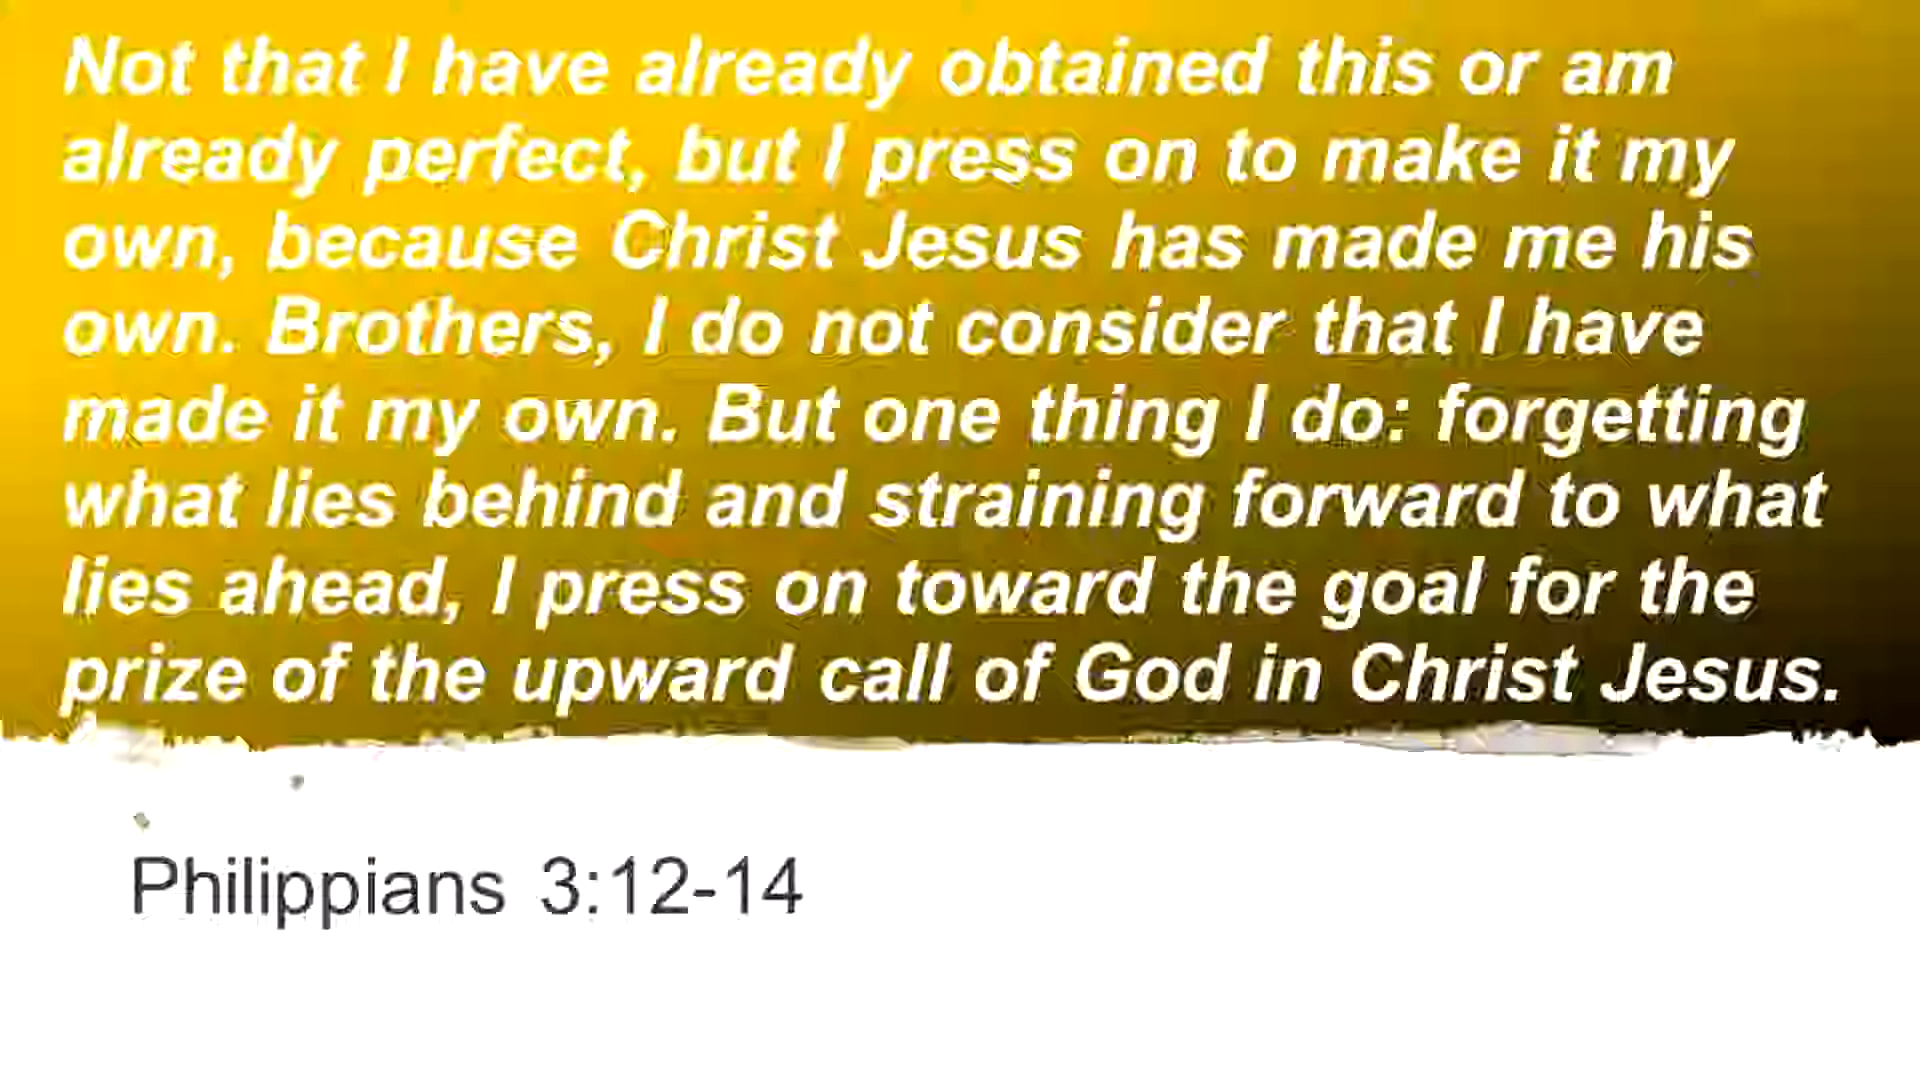 Not that I have already obtained this or am
already perfect, but I press on to make it my
own, because Christ Jesus has made me his
own. Brothers, I do not consider that I have
made it my own. But one thing I do: forgetting
what lies behind and straining forward to what
lies ahead, I press on toward the goal for the
prize of the upward call of God in Christ Jesus.
Philippians 3:12-14